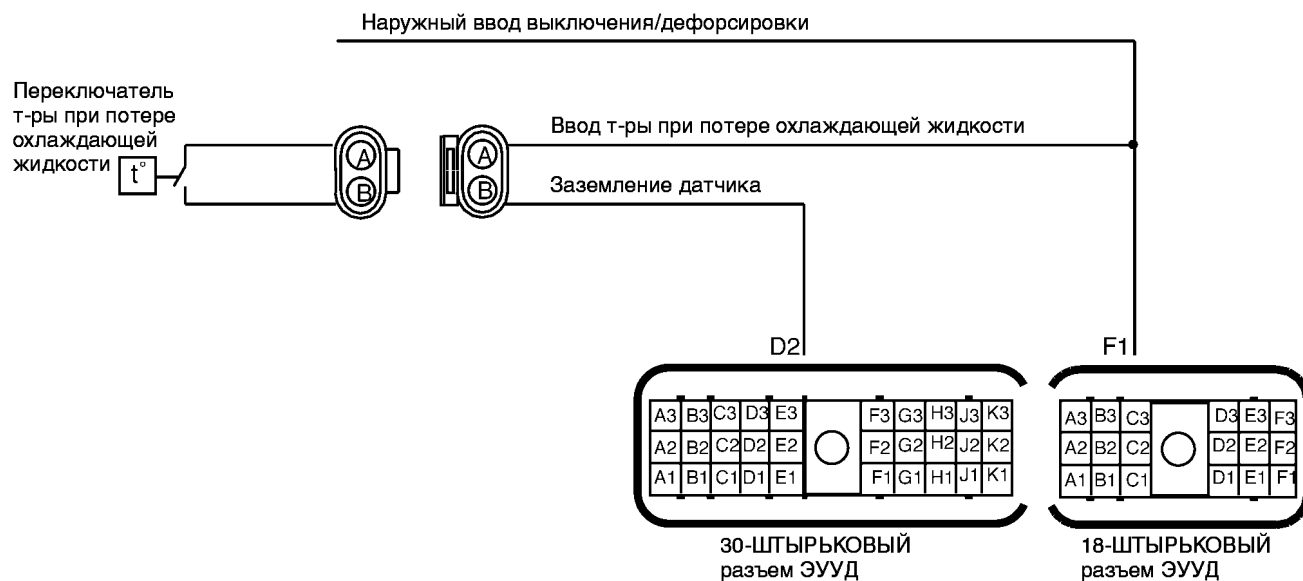 Наружный ввод выключения/дефорсировки
Переключатель
т-ры при потере
охлаждающей
жидкости
t°
A
B
A
B
Ввод т-ры при потере охлаждающей жидкости
Заземление датчика
D2
F1
A3 B3 C3 D3 E3 F3 G3 H3 J3 K3
A2 B2 C2 D2 E2 F2 G2 H2 J2 K2
A1 B1 C1 D1 E1 F1 G1 H1 J1 K1
A3 B3 C3 D3 E3 F3
A2 B2 C2 D2 E2 F2
A1 B1 C1 D1 E1 F1
30-ШТЫРЬКОВЫЙ
разъем ЭУУД
18-ШТЫРЬКОВЫЙ
разъем ЭУУД